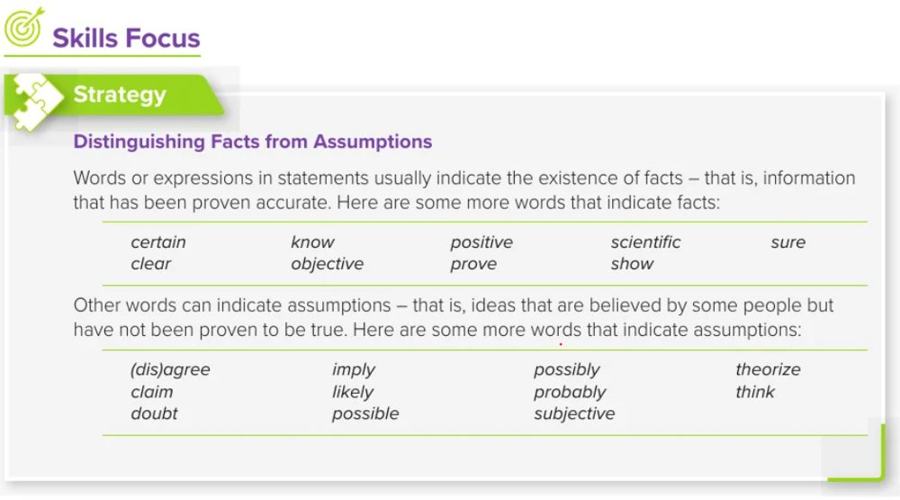 Skills Focus
Strategy
Distinguishing Facts from Assumptions
Words or expressions in statements usually indicate the existence of facts – that is, information
that has been proven accurate. Here are some more words that indicate facts:
certain know positive scientific sure
clear objective prove show
Other words can indicate assumptions – that is, ideas that are believed by some people but
have not been proven to be true. Here are some more words that indicate assumptions:
(dis)agree imply possibly theorize
claim likely probably think
doubt possible subjective